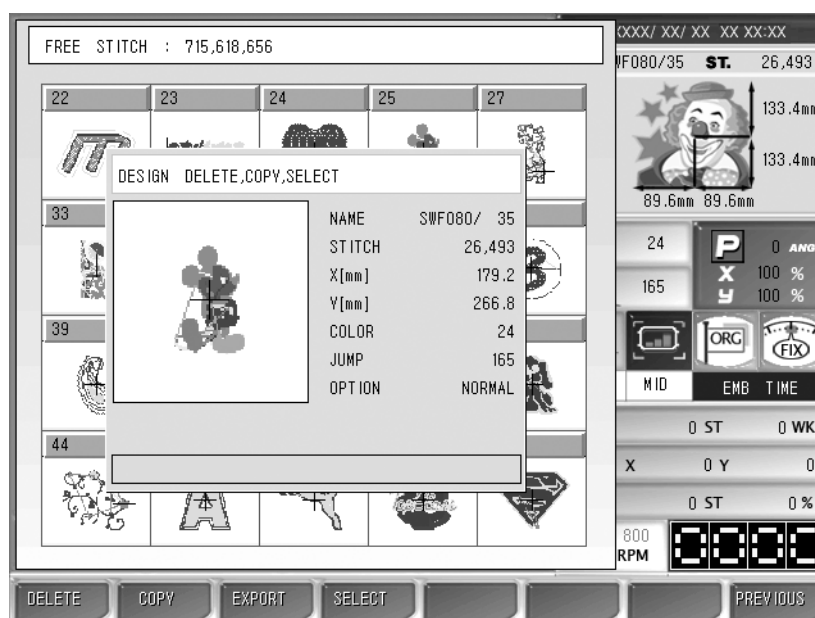 FREE STITCH : 715,618,656
22 23 24 25 27
33
39
44
DESIGN DELETE,COPY,SELECT
NAME SWF080/ 35
STITCH 26,493
X[mm] 179.2
Y[mm] 266.8
COLOR 24
JUMP 165
OPTION NORMAL
XX/ XX XX XX:XX
F080/35 ST. 26,493
133.4mm
133.4mm
89.6mm 89.6mm
24 P 0 ANG
165 X 100 %
Y 100 %
ORG FIX
MID EMB TIME
0 ST 0 WK
X 0 Y 0
0 ST 0 %
800
RPM 0000
DELETE COPY EXPORT SELECT PREVIOUS